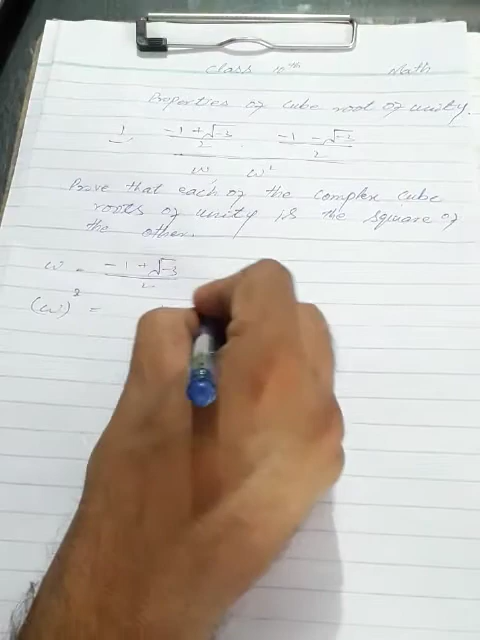 Class 10th Math
Properties of Cube root of unity.
1 (-1+√-3)/2 . (-1-√-3)/2
ω ω²
Prove that each of the complex cube
roots of unity is the square of
the other.
ω = (-1+√-3)/2
(ω)² =